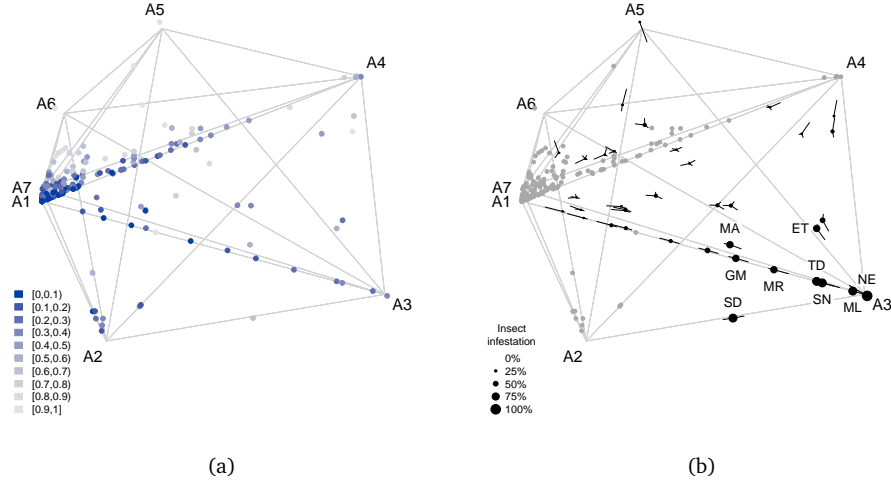 A5
A4
A6
A7
A1
A3
A2
[0,0.1)
[0.1,0.2)
[0.2,0.3)
[0.3,0.4)
[0.4,0.5)
[0.5,0.6)
[0.6,0.7)
[0.7,0.8)
[0.8,0.9)
[0.9,1]
(a)
A5
A4
A6
A7
A1
MA
ET
GM
TD
NE
MR
SN
ML
A3
SD
A2
Insect
infestation
0%
25%
50%
75%
100%
(b)